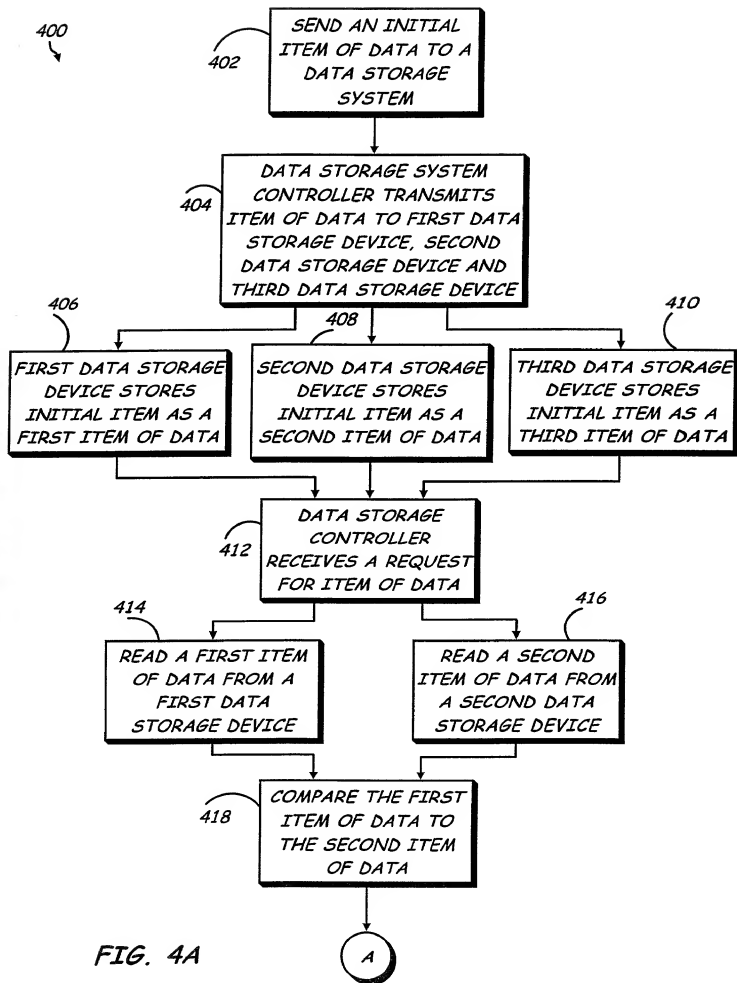 400
402
SEND AN INITIAL
ITEM OF DATA TO A
DATA STORAGE
SYSTEM
404
DATA STORAGE SYSTEM
CONTROLLER TRANSMITS
ITEM OF DATA TO FIRST DATA
STORAGE DEVICE, SECOND
DATA STORAGE DEVICE AND
THIRD DATA STORAGE DEVICE
406
FIRST DATA STORAGE
DEVICE STORES
INITIAL ITEM AS A
FIRST ITEM OF DATA
408
SECOND DATA STORAGE
DEVICE STORES
INITIAL ITEM AS A
SECOND ITEM OF DATA
410
THIRD DATA STORAGE
DEVICE STORES
INITIAL ITEM AS A
THIRD ITEM OF DATA
412
DATA STORAGE
CONTROLLER
RECEIVES A REQUEST
FOR ITEM OF DATA
414
READ A FIRST ITEM
OF DATA FROM A
FIRST DATA
STORAGE DEVICE
416
READ A SECOND
ITEM OF DATA FROM
A SECOND DATA
STORAGE DEVICE
418
COMPARE THE FIRST
ITEM OF DATA TO
THE SECOND ITEM
OF DATA
A
FIG. 4A